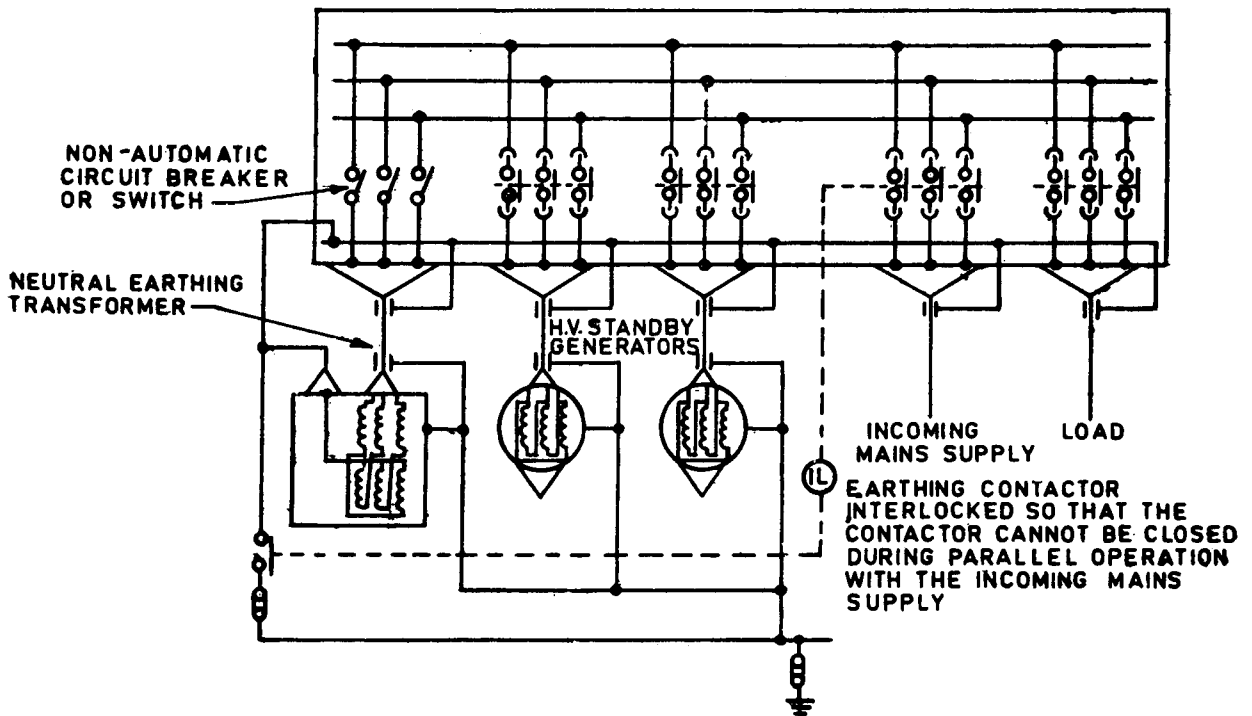 NON-AUTOMATIC
CIRCUIT BREAKER
OR SWITCH
NEUTRAL EARTHING
TRANSFORMER
H.V. STANDBY
GENERATORS
INCOMING
MAINS SUPPLY
LOAD
IL
EARTHING CONTACTOR
INTERLOCKED SO THAT THE
CONTACTOR CANNOT BE CLOSED
DURING PARALLEL OPERATION
WITH THE INCOMING MAINS
SUPPLY